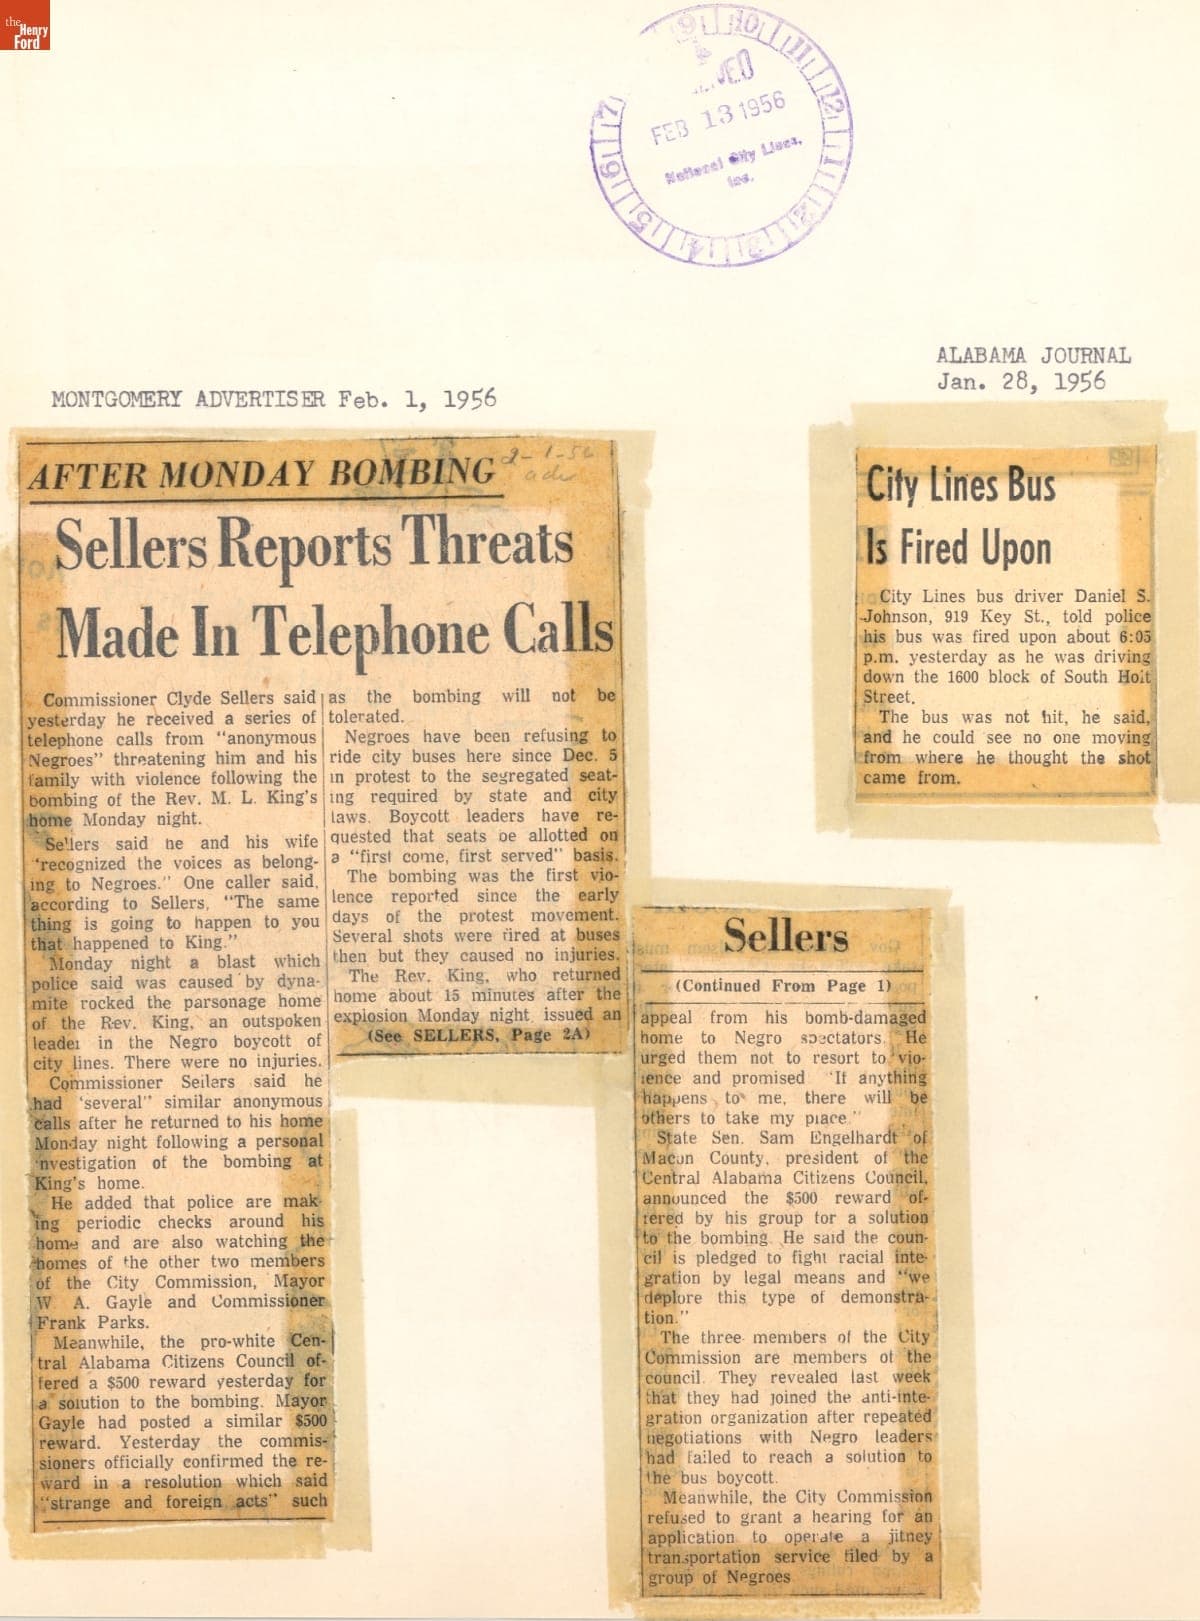 the
Henry
Ford
9 10 11 12 1 2 3 4 5 6 7
FEB 13 1956
National City Lines,
Inc.
ALABAMA JOURNAL
Jan. 28, 1956
MONTGOMERY ADVERTISER Feb. 1, 1956
2-1-56
adv
AFTER MONDAY BOMBING
Sellers Reports Threats
Made In Telephone Calls
Commissioner Clyde Sellers said
yesterday he received a series of
telephone calls from "anonymous
Negroes" threatening him and his
family with violence following the
bombing of the Rev. M. L. King's
home Monday night.
Sellers said he and his wife
"recognized the voices as belong-
ing to Negroes." One caller said,
according to Sellers, "The same
thing is going to happen to you
that happened to King."
Monday night a blast which
police said was caused by dyna-
mite rocked the parsonage home
of the Rev. King, an outspoken
leader in the Negro boycott of
city lines. There were no injuries.
Commissioner Sellers said he
had "several" similar anonymous
calls after he returned to his home
Monday night following a personal
investigation of the bombing at
King's home.
He added that police are mak-
ing periodic checks around his
home and are also watching the
homes of the other two members
of the City Commission, Mayor
W. A. Gayle and Commissioner
Frank Parks.
Meanwhile, the pro-white Cen-
tral Alabama Citizens Council of-
fered a $500 reward yesterday for
a solution to the bombing. Mayor
Gayle had posted a similar $500
reward. Yesterday the commis-
sioners officially confirmed the re-
ward in a resolution which said
"strange and foreign acts" such
as the bombing will not be
tolerated.
Negroes have been refusing to
ride city buses here since Dec. 5
in protest to the segregated seat-
ing required by state and city
laws. Boycott leaders have re-
quested that seats be allotted on
a "first come, first served" basis.
The bombing was the first vio-
lence reported since the early
days of the protest movement.
Several shots were fired at buses
then but they caused no injuries.
The Rev. King, who returned
home about 15 minutes after the
explosion Monday night, issued an
(See SELLERS, Page 2A)
Sellers
(Continued From Page 1)
appeal from his bomb-damaged
home to Negro spectators. He
urged them not to resort to vio-
lence and promised "If anything
happens to me, there will be
others to take my place."
State Sen. Sam Engelhardt of
Macon County, president of the
Central Alabama Citizens Council,
announced the $500 reward of-
fered by his group for a solution
to the bombing. He said the coun-
cil is pledged to fight racial inte-
gration by legal means and "we
deplore this type of demonstra-
tion."
The three members of the City
Commission are members of the
council. They revealed last week
that they had joined the anti-inte-
gration organization after repeated
negotiations with Negro leaders
had failed to reach a solution to
the bus boycott.
Meanwhile, the City Commission
refused to grant a hearing for an
application to operate a jitney
transportation service filed by a
group of Negroes.
City Lines Bus
Is Fired Upon
City Lines bus driver Daniel S.
Johnson, 919 Key St., told police
his bus was fired upon about 6:05
p.m. yesterday as he was driving
down the 1600 block of South Holt
Street.
The bus was not hit, he said,
and he could see no one moving
from where he thought the shot
came from.